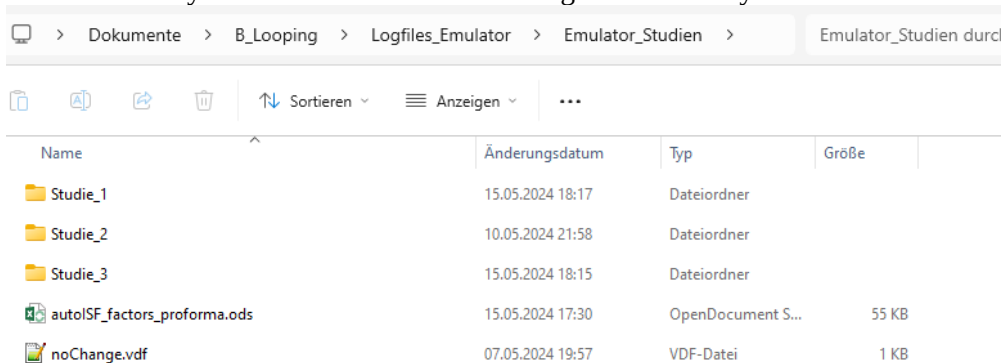 > Dokumente > B_Looping > Logfiles_Emulator > Emulator_Studien > Emulator_Studien durch
Sortieren Anzeigen ...
Name Änderungsdatum Typ Größe
Studie_1 15.05.2024 18:17 Dateiordner
Studie_2 10.05.2024 21:58 Dateiordner
Studie_3 15.05.2024 18:15 Dateiordner
autoISF_factors_proforma.ods 15.05.2024 17:30 OpenDocument S... 55 KB
noChange.vdf 07.05.2024 19:57 VDF-Datei 1 KB